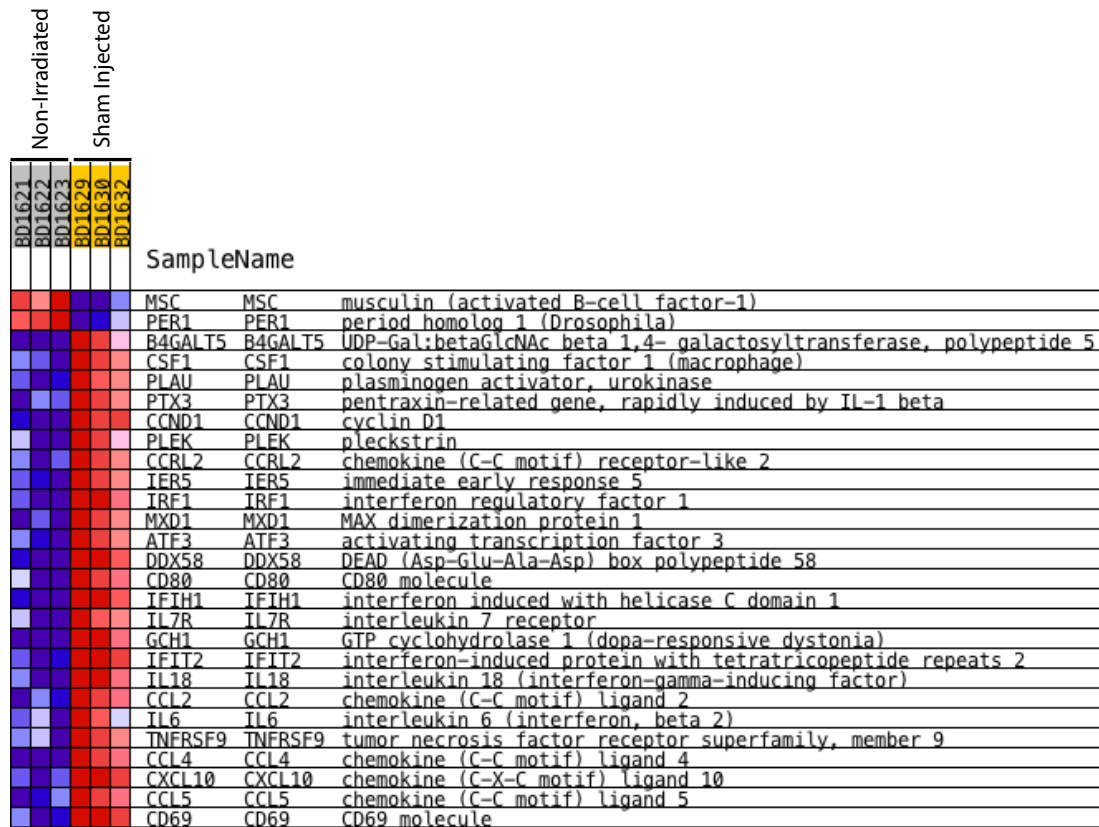 Non-Irradiated
Sham Injected
BD1621
BD1622
BD1623
BD1629
BD1630
BD1632
SampleName
MSC MSC musculin (activated B-cell factor-1)
PER1 PER1 period homolog 1 (Drosophila)
B4GALT5 B4GALT5 UDP-Gal:betaGlcNAc beta 1,4- galactosyltransferase, polypeptide 5
CSF1 CSF1 colony stimulating factor 1 (macrophage)
PLAU PLAU plasminogen activator, urokinase
PTX3 PTX3 pentraxin-related gene, rapidly induced by IL-1 beta
CCND1 CCND1 cyclin D1
PLEK PLEK pleckstrin
CCRL2 CCRL2 chemokine (C-C motif) receptor-like 2
IER5 IER5 immediate early response 5
IRF1 IRF1 interferon regulatory factor 1
MXD1 MXD1 MAX dimerization protein 1
ATF3 ATF3 activating transcription factor 3
DDX58 DDX58 DEAD (Asp-Glu-Ala-Asp) box polypeptide 58
CD80 CD80 CD80 molecule
IFIH1 IFIH1 interferon induced with helicase C domain 1
IL7R IL7R interleukin 7 receptor
GCH1 GCH1 GTP cyclohydrolase 1 (dopa-responsive dystonia)
IFIT2 IFIT2 interferon-induced protein with tetratricopeptide repeats 2
IL18 IL18 interleukin 18 (interferon-gamma-inducing factor)
CCL2 CCL2 chemokine (C-C motif) ligand 2
IL6 IL6 interleukin 6 (interferon, beta 2)
TNFRSF9 TNFRSF9 tumor necrosis factor receptor superfamily, member 9
CCL4 CCL4 chemokine (C-C motif) ligand 4
CXCL10 CXCL10 chemokine (C-X-C motif) ligand 10
CCL5 CCL5 chemokine (C-C motif) ligand 5
CD69 CD69 CD69 molecule